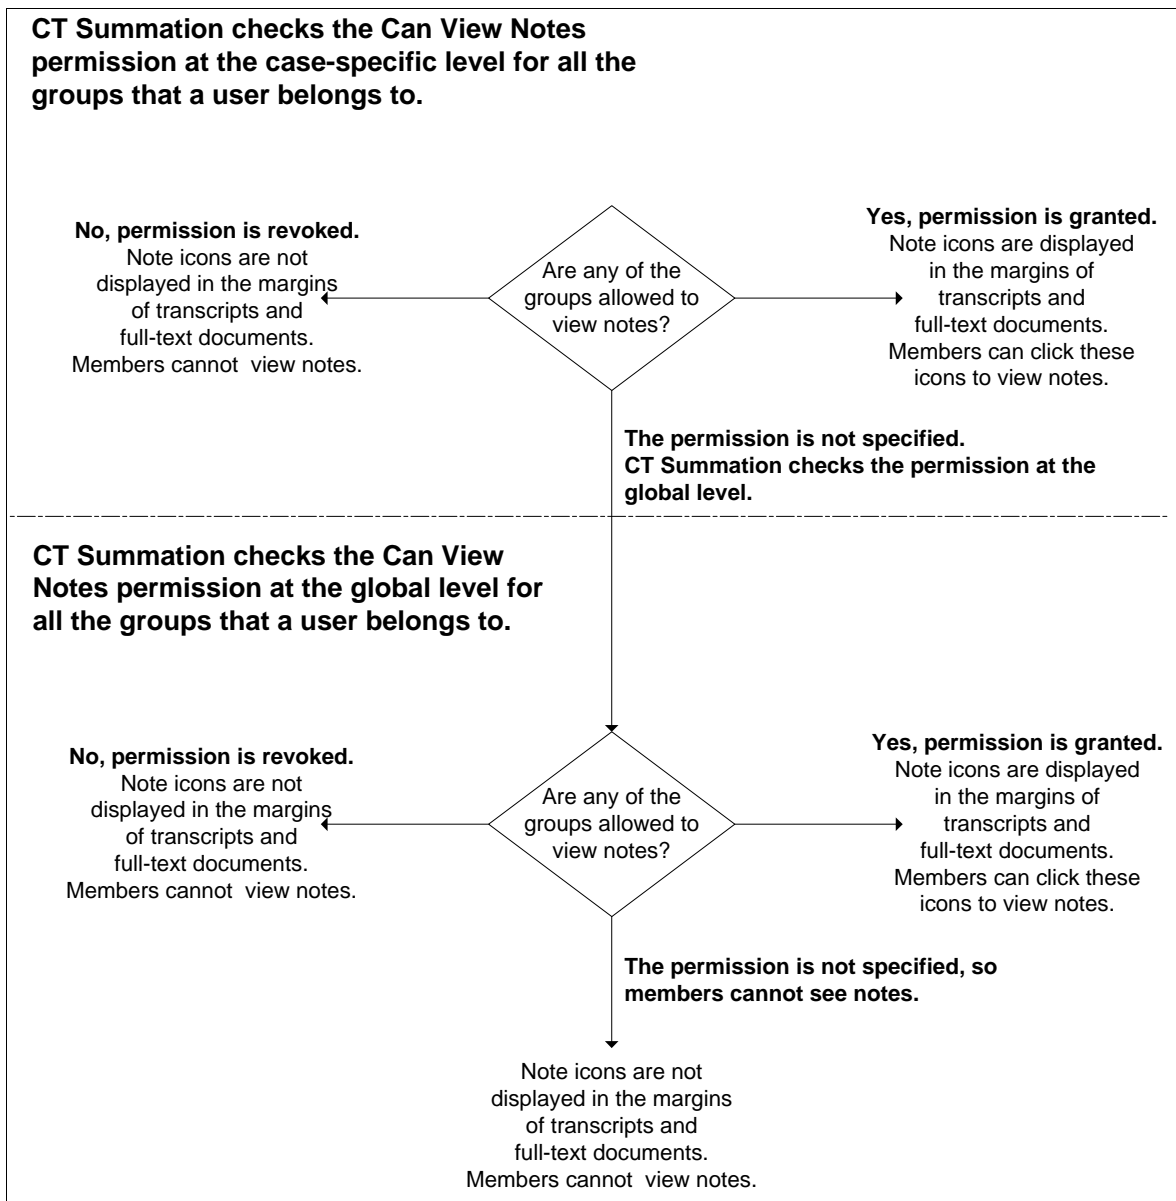 CT Summation checks the Can View Notes
permission at the case-specific level for all the
groups that a user belongs to.
No, permission is revoked.
Note icons are not
displayed in the margins
of transcripts and
full-text documents.
Members cannot view notes.
Are any of the
groups allowed to
view notes?
Yes, permission is granted.
Note icons are displayed
in the margins of
transcripts and
full-text documents.
Members can click these
icons to view notes.
The permission is not specified.
CT Summation checks the permission at the
global level.
CT Summation checks the Can View
Notes permission at the global level for
all the groups that a user belongs to.
No, permission is revoked.
Note icons are not
displayed in the margins
of transcripts and
full-text documents.
Members cannot view notes.
Are any of the
groups allowed to
view notes?
Yes, permission is granted.
Note icons are displayed
in the margins of
transcripts and
full-text documents.
Members can click these
icons to view notes.
The permission is not specified, so
members cannot see notes.
Note icons are not
displayed in the margins
of transcripts and
full-text documents.
Members cannot view notes.